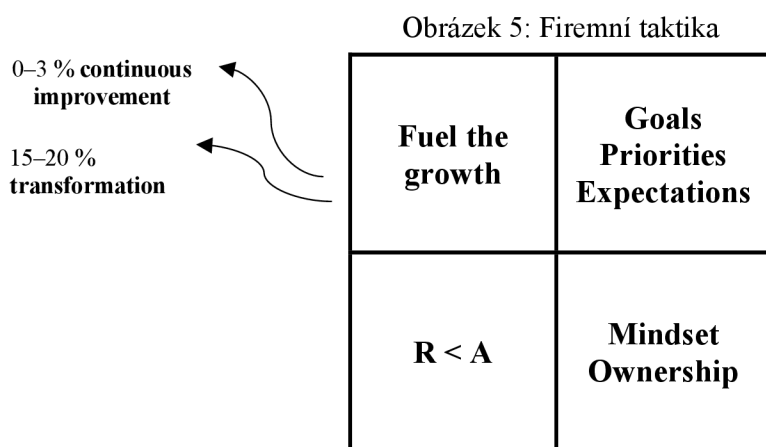 Obrázek 5: Firemní taktika
0–3 % continuous
improvement
15–20 %
transformation
Fuel the
growth
Goals
Priorities
Expectations
R < A
Mindset
Ownership